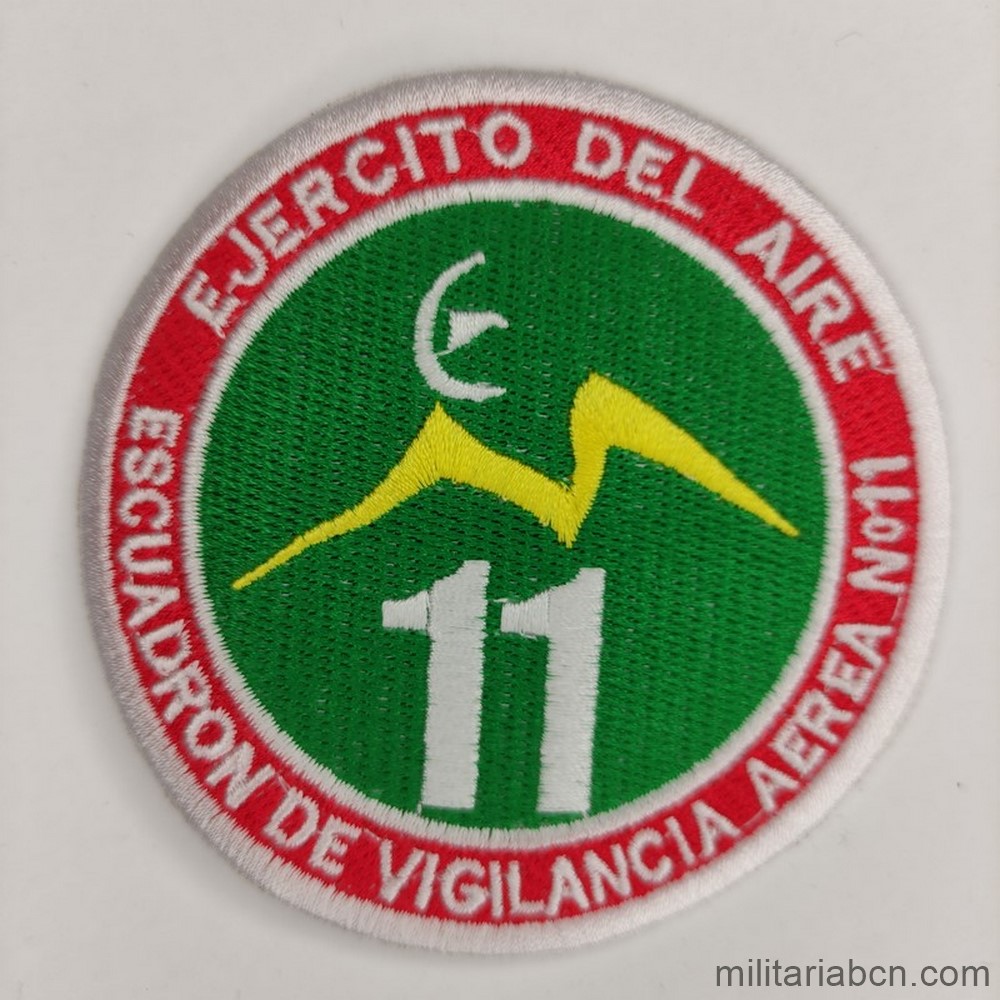 EJERCITO DEL AIRE
ESCUADRON DE VIGILANCIA AEREA Nº11
11
militariabcn.com